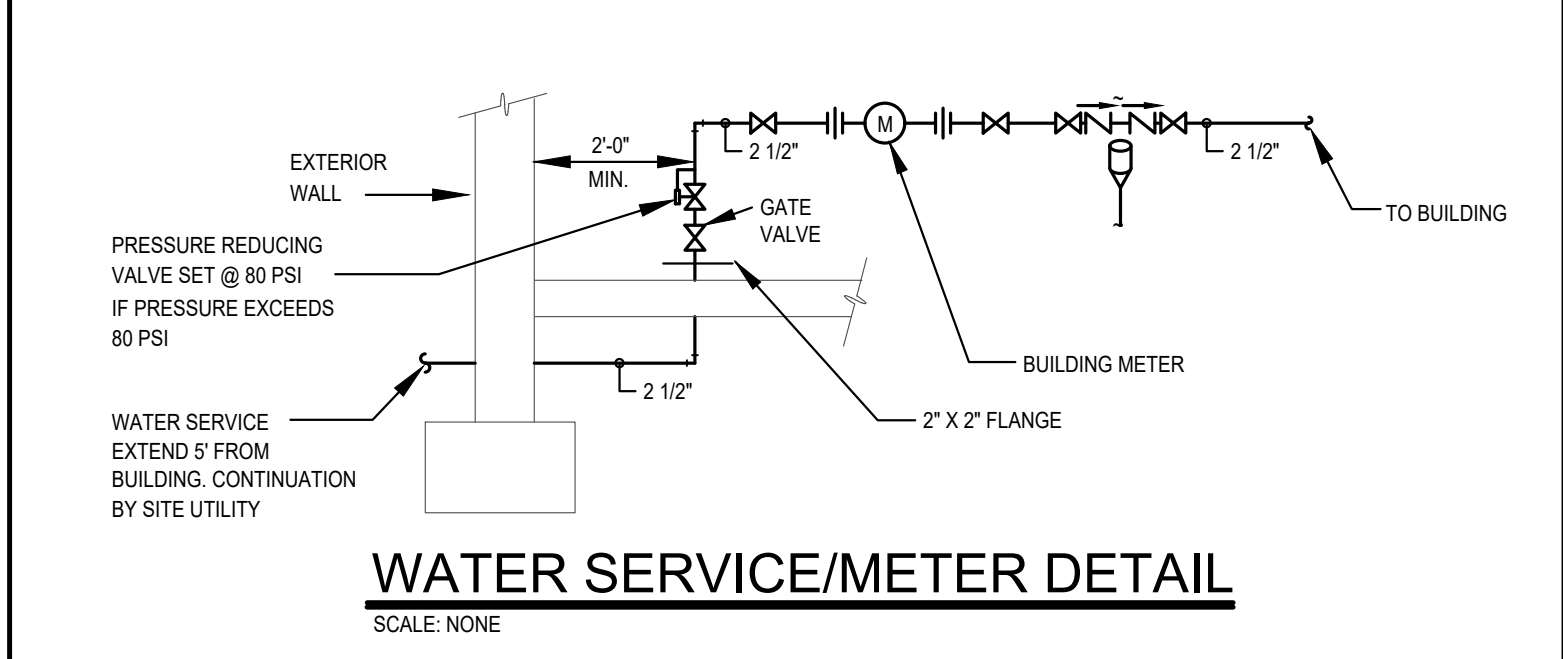 EXTERIOR
WALL
2'-0"
MIN.
2 1/2"
M
2 1/2"
GATE
VALVE
TO BUILDING
PRESSURE REDUCING
VALVE SET @ 80 PSI
IF PRESSURE EXCEEDS
80 PSI
BUILDING METER
2 1/2"
2" X 2" FLANGE
WATER SERVICE
EXTEND 5' FROM
BUILDING. CONTINUATION
BY SITE UTILITY
WATER SERVICE/METER DETAIL
SCALE: NONE